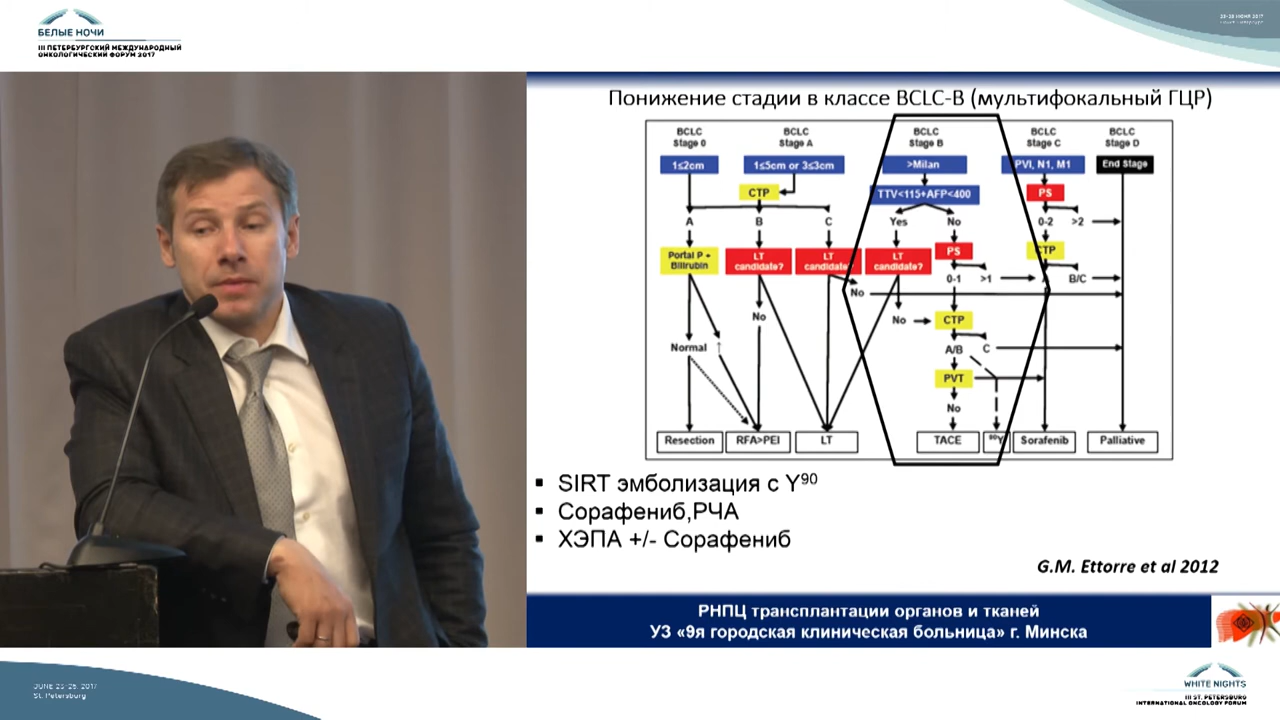 БЕЛЫЕ НОЧИ
III ПЕТЕРБУРГСКИЙ МЕЖДУНАРОДНЫЙ
ОНКОЛОГИЧЕСКИЙ ФОРУМ 2017
23-26 ИЮНЯ 2017
Понижение стадии в классе BCLC-B (мультифокальный ГЦР)
BCLC Stage 0
BCLC Stage A
BCLC Stage B
BCLC Stage C
BCLC Stage D
1≤2cm
1≤5cm or 3≤3cm
>Milan
PVI, N1, M1
End Stage
CTP
TTV<115+AFP<400
PS
A
B
C
Yes
No
0-2
>2
Portal P -
Bilirubin
LT
candidate?
LT
candidate
LT
candidate?
PS
CTP
0-1
>1
B/C
No
No
No
CTP
Normal
↑
A/B
C
PVT
No
Resection
RFA>PEI
LT
TACE
90Y
Sorafenib
Palliative
▪ SIRT эмболизация с Y90
▪ Сорафениб,РЧА
▪ ХЭПА +/- Сорафениб
G.M. Ettorre et al 2012
РНПЦ трансплантации органов и тканей
УЗ «9я городская клиническая больница» г. Минска
JUNE 23-26, 2017
St. Petersburg
WHITE NIGHTS
III ST. PETERSBURG
INTERNATIONAL ONCOLOGY FORUM